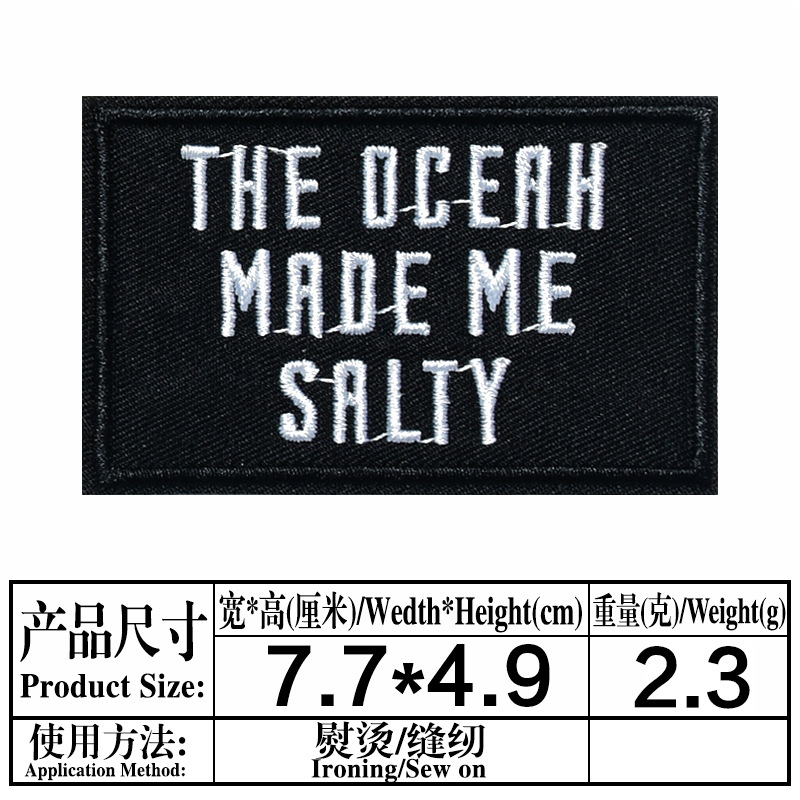 THE OCEAN
MADE ME
SALTY
产品尺寸
Product Size:
宽*高(厘米)/Wedth*Height(cm)
重量(克)/Weight(g)
7.7*4.9
2.3
使用方法:
Application Method:
熨烫/缝纫
Ironing/Sew on